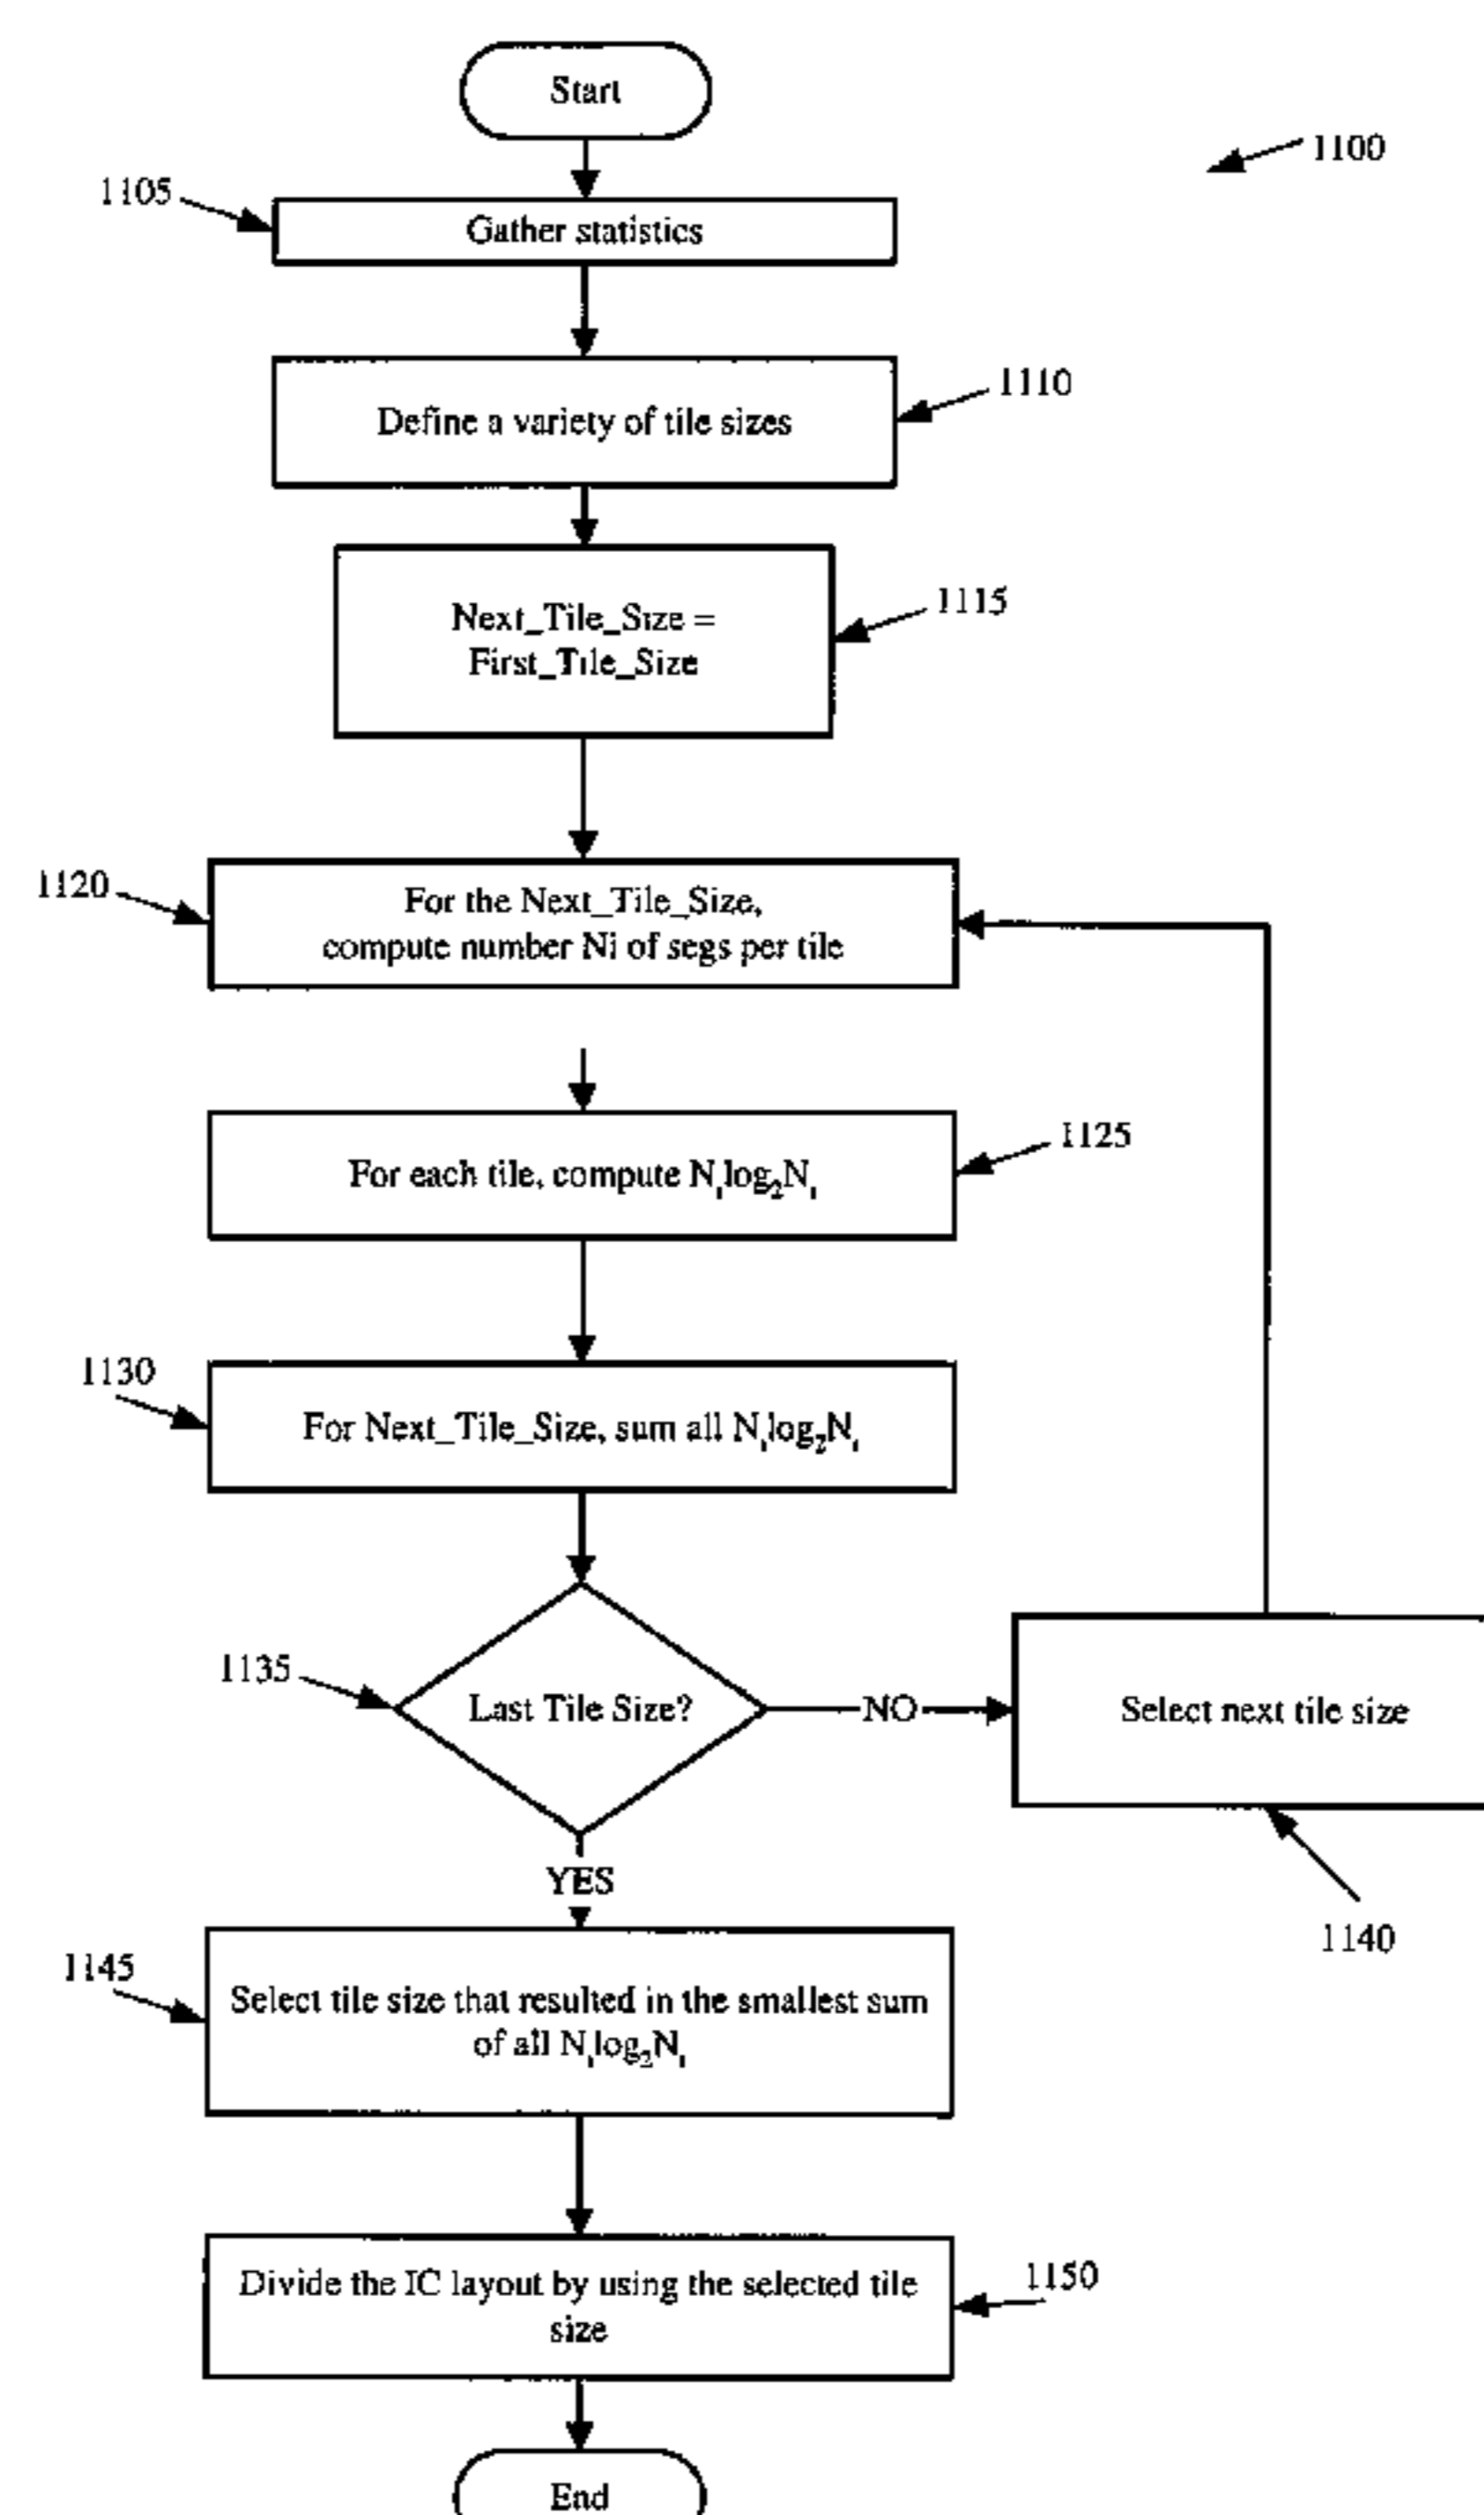 Start
1100
1105
Gather statistics
1110
Define a variety of tile sizes
1115
Next_Tile_Size =
First_Tile_Size
1120
For the Next_Tile_Size,
compute number Ni of segs per tile
1125
For each tile, compute Nᵢlog₂Nᵢ
1130
For Next_Tile_Size, sum all Nᵢlog₂Nᵢ
1135
Last Tile Size?
NO
Select next tile size
YES
1140
1145
Select tile size that resulted in the smallest sum
of all Nᵢlog₂Nᵢ
1150
Divide the IC layout by using the selected tile
size
End